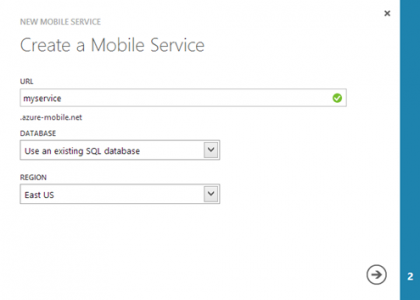 NEW MOBILE SERVICE
Create a Mobile Service
URL
myservice
.azure-mobile.net
DATABASE
Use an existing SQL database
REGION
East US
2